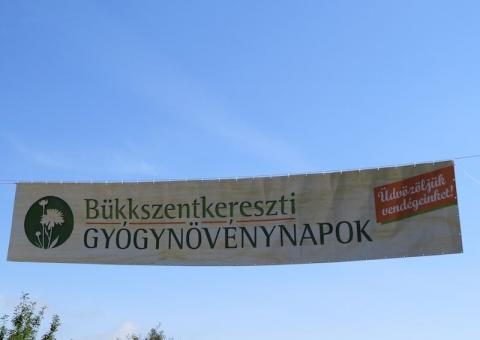 Bükkszentkereszti
GYÓGYNÖVÉNYNAPOK
Üdvözöljük
vendégeinket!